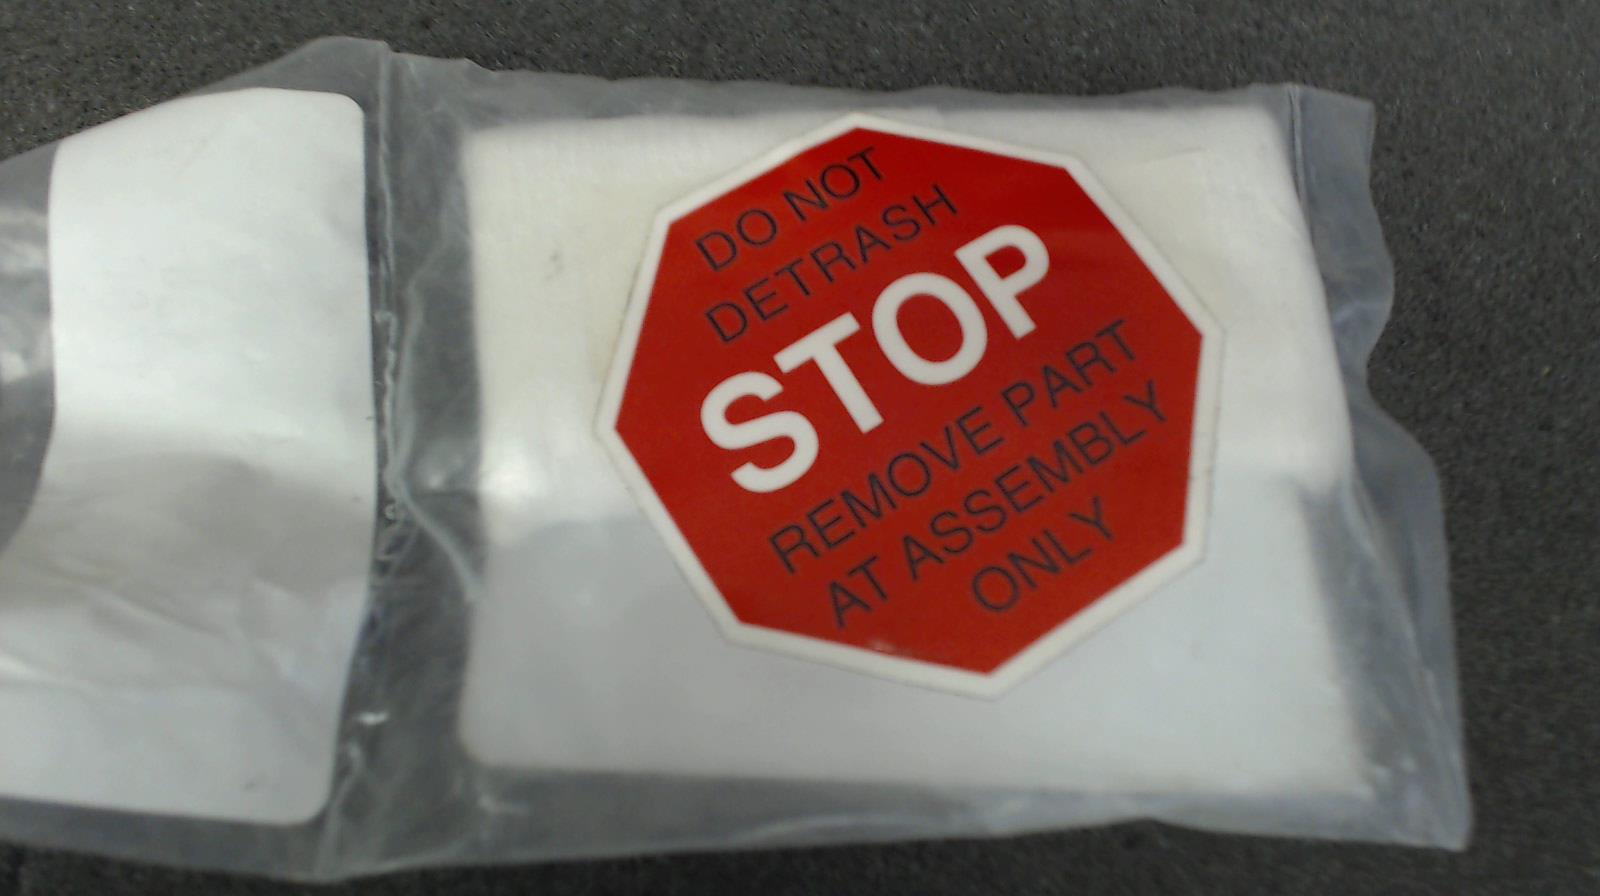 DO NOT
DETRASH
STOP
REMOVE PART
AT ASSEMBLY
ONLY